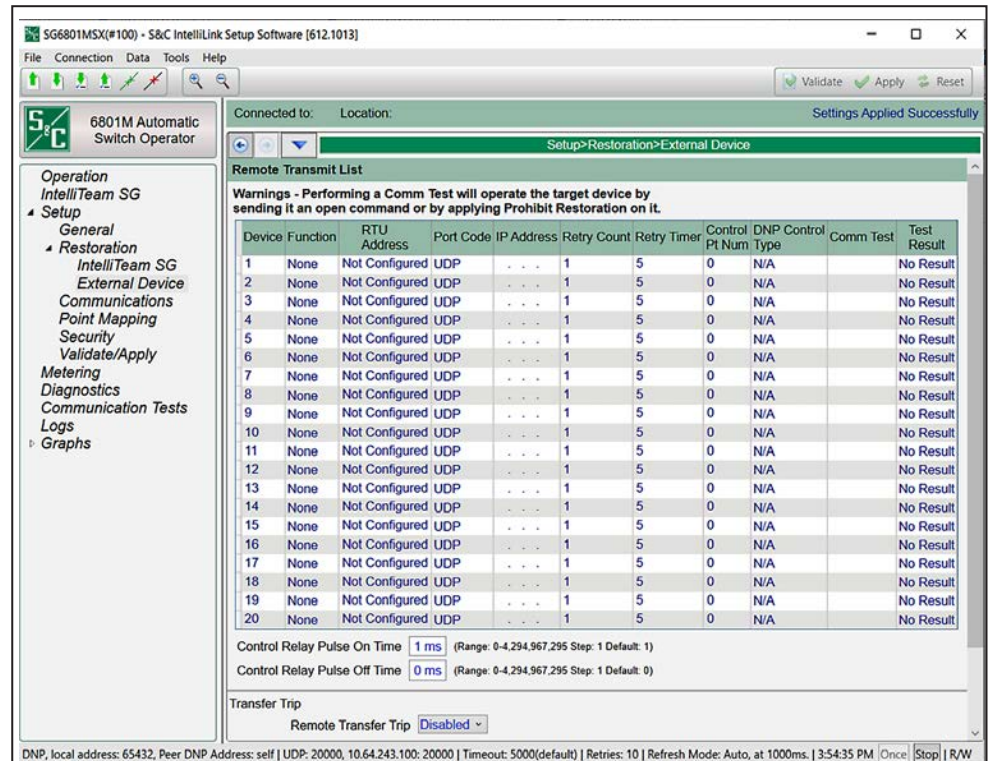 SG6801MSX(#100) - S&C IntelliLink Setup Software [612.1013]
File Connection Data Tools Help
Validate Apply Reset
S&C
6801M Automatic
Switch Operator
Connected to: Location: Settings Applied Successfully
Setup>Restoration>External Device
Operation
IntelliTeam SG
Setup
General
Restoration
IntelliTeam SG
External Device
Communications
Point Mapping
Security
Validate/Apply
Metering
Diagnostics
Communication Tests
Logs
Graphs
Remote Transmit List
Warnings - Performing a Comm Test will operate the target device by
sending it an open command or by applying Prohibit Restoration on it.
Device Function RTU Address Port Code IP Address Retry Count Retry Timer Control Pt Num DNP Control Type Comm Test Test Result
1 None Not Configured UDP . . . 1 5 0 N/A No Result
2 None Not Configured UDP . . . 1 5 0 N/A No Result
3 None Not Configured UDP . . . 1 5 0 N/A No Result
4 None Not Configured UDP . . . 1 5 0 N/A No Result
5 None Not Configured UDP . . . 1 5 0 N/A No Result
6 None Not Configured UDP . . . 1 5 0 N/A No Result
7 None Not Configured UDP . . . 1 5 0 N/A No Result
8 None Not Configured UDP . . . 1 5 0 N/A No Result
9 None Not Configured UDP . . . 1 5 0 N/A No Result
10 None Not Configured UDP . . . 1 5 0 N/A No Result
11 None Not Configured UDP . . . 1 5 0 N/A No Result
12 None Not Configured UDP . . . 1 5 0 N/A No Result
13 None Not Configured UDP . . . 1 5 0 N/A No Result
14 None Not Configured UDP . . . 1 5 0 N/A No Result
15 None Not Configured UDP . . . 1 5 0 N/A No Result
16 None Not Configured UDP . . . 1 5 0 N/A No Result
17 None Not Configured UDP . . . 1 5 0 N/A No Result
18 None Not Configured UDP . . . 1 5 0 N/A No Result
19 None Not Configured UDP . . . 1 5 0 N/A No Result
20 None Not Configured UDP . . . 1 5 0 N/A No Result
Control Relay Pulse On Time 1 ms (Range: 0-4,294,967,295 Step: 1 Default: 1)
Control Relay Pulse Off Time 0 ms (Range: 0-4,294,967,295 Step: 1 Default: 0)
Transfer Trip
Remote Transfer Trip Disabled
DNP, local address: 65432, Peer DNP Address: self | UDP: 20000, 10.64.243.100: 20000 | Timeout: 5000(default) | Retries: 10 | Refresh Mode: Auto, at 1000ms. | 3:54:35 PM Once Stop | R/W